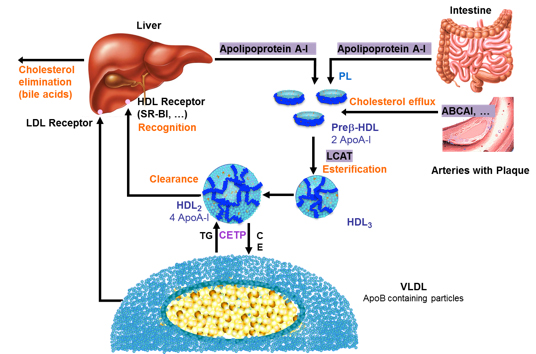 Liver
Intestine
Apolipoprotein A-I
Apolipoprotein A-I
PL
Cholesterol
elimination
(bile acids)
HDL Receptor
(SR-BI, ...)
Recognition
LDL Receptor
Cholesterol efflux
ABCAI, ...
Preβ-HDL
2 ApoA-I
Arteries with Plaque
LCAT
Esterification
Clearance
HDL2
4 ApoA-I
HDL3
TG
CETP
C
E
VLDL
ApoB containing particles